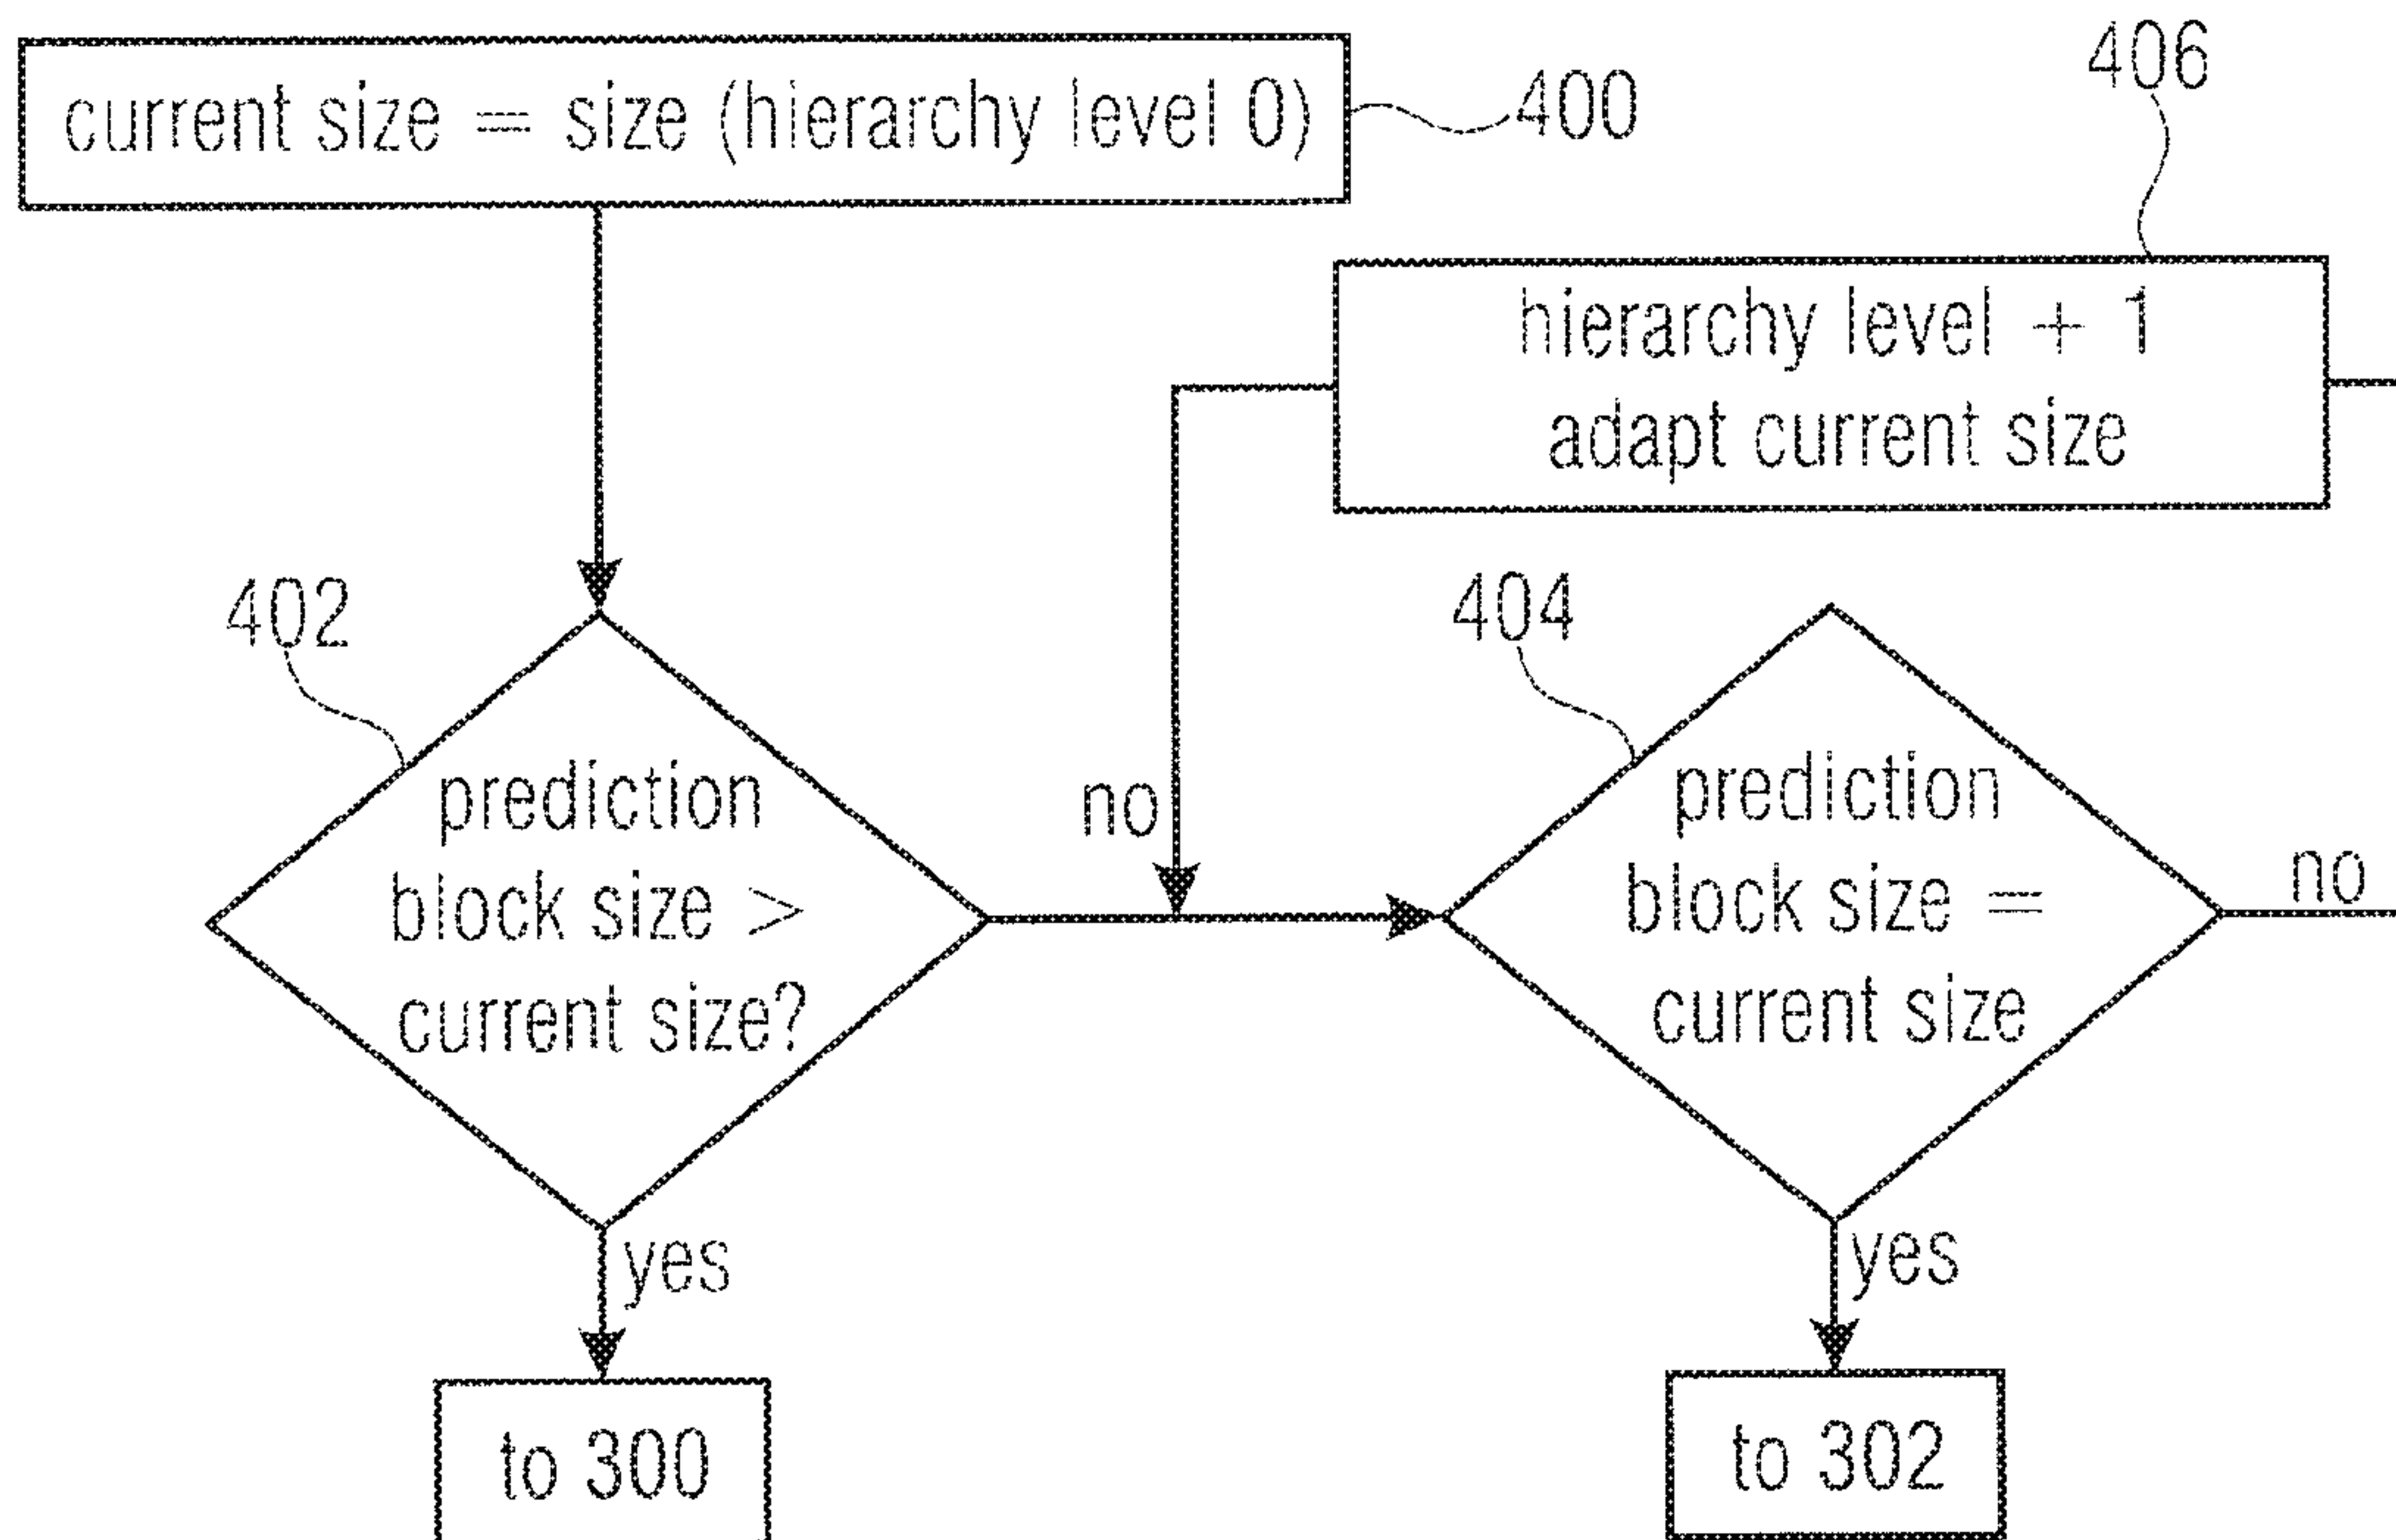 current size = size (hierarchy level 0)
400
406
hierarchy level + 1
adapt current size
402
prediction
block size >
current size?
no
404
prediction
block size =
current size
no
yes
yes
to 300
to 302